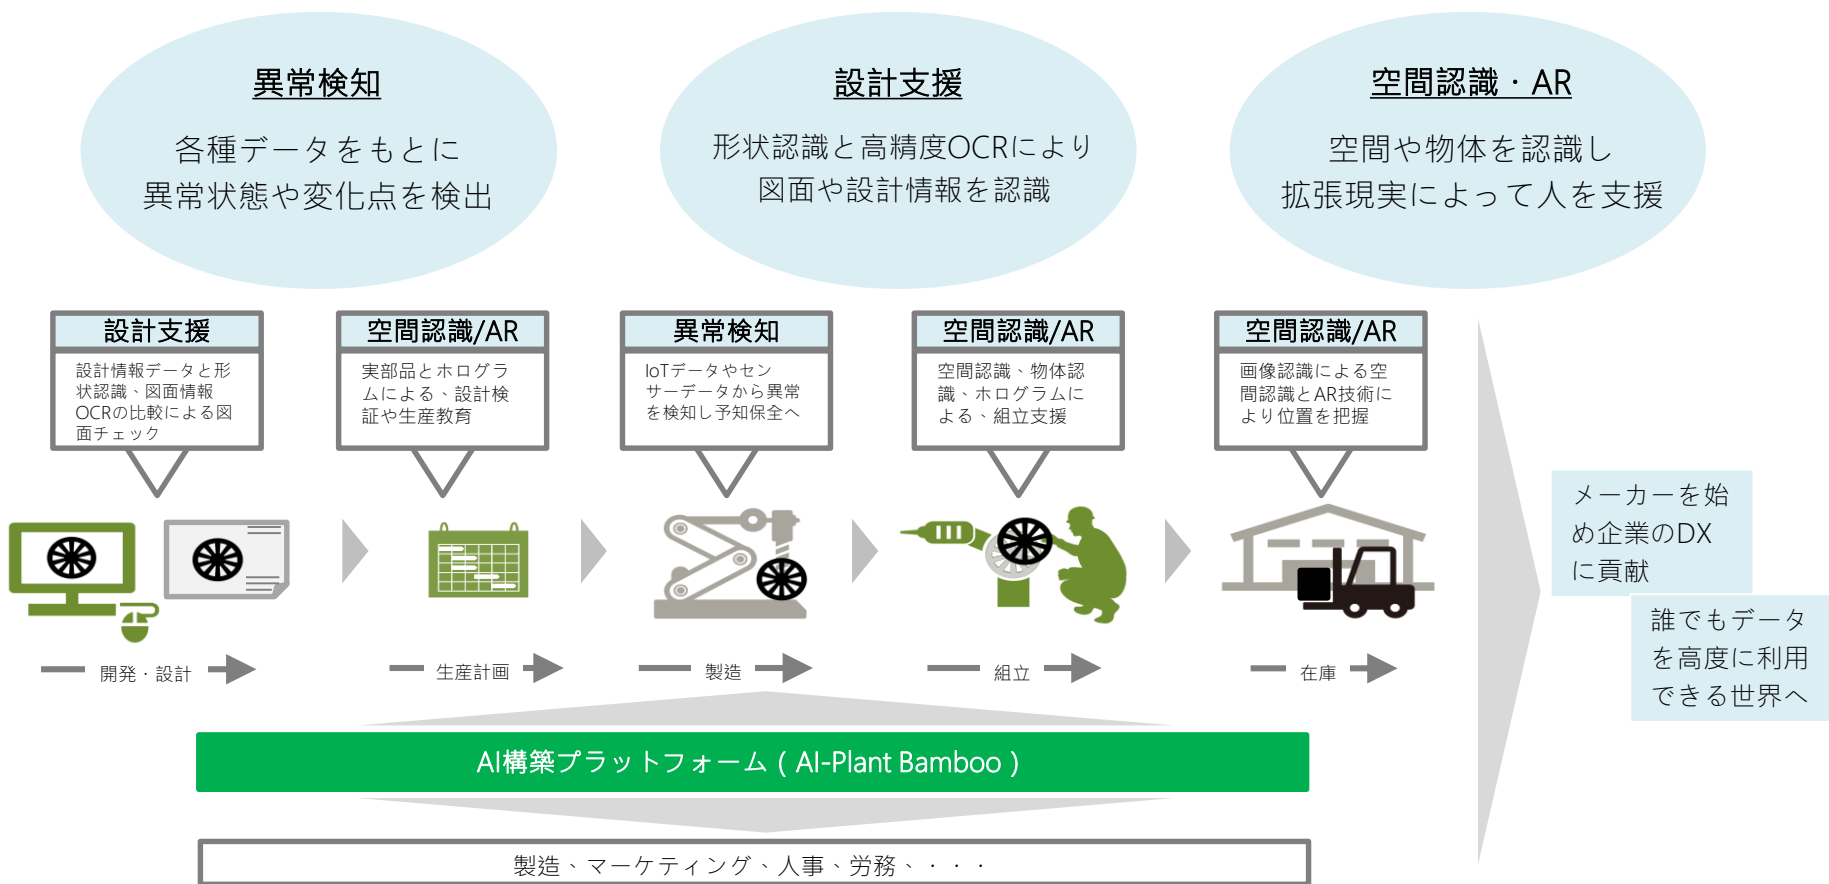 異常検知
各種データをもとに
異常状態や変化点を検出
設計支援
形状認識と高精度OCRにより
図面や設計情報を認識
空間認識・AR
空間や物体を認識し
拡張現実によって人を支援
設計支援
設計情報データと形
状認識、図面情報
OCRの比較による図
面チェック
空間認識/AR
実部品とホログラ
ムによる、設計検
証や生産教育
異常検知
IoTデータやセン
サーデータから異常
を検知し予知保全へ
空間認識/AR
空間認識、物体認
識、ホログラムに
よる、組立支援
空間認識/AR
画像認識による空
間認識とAR技術に
より位置を把握
開発・設計
生産計画
製造
組立
在庫
メーカーを始
め企業のDX
に貢献
誰でもデータ
を高度に利用
できる世界へ
AI構築プラットフォーム ( AI-Plant Bamboo )
製造、マーケティング、人事、労務、・・・